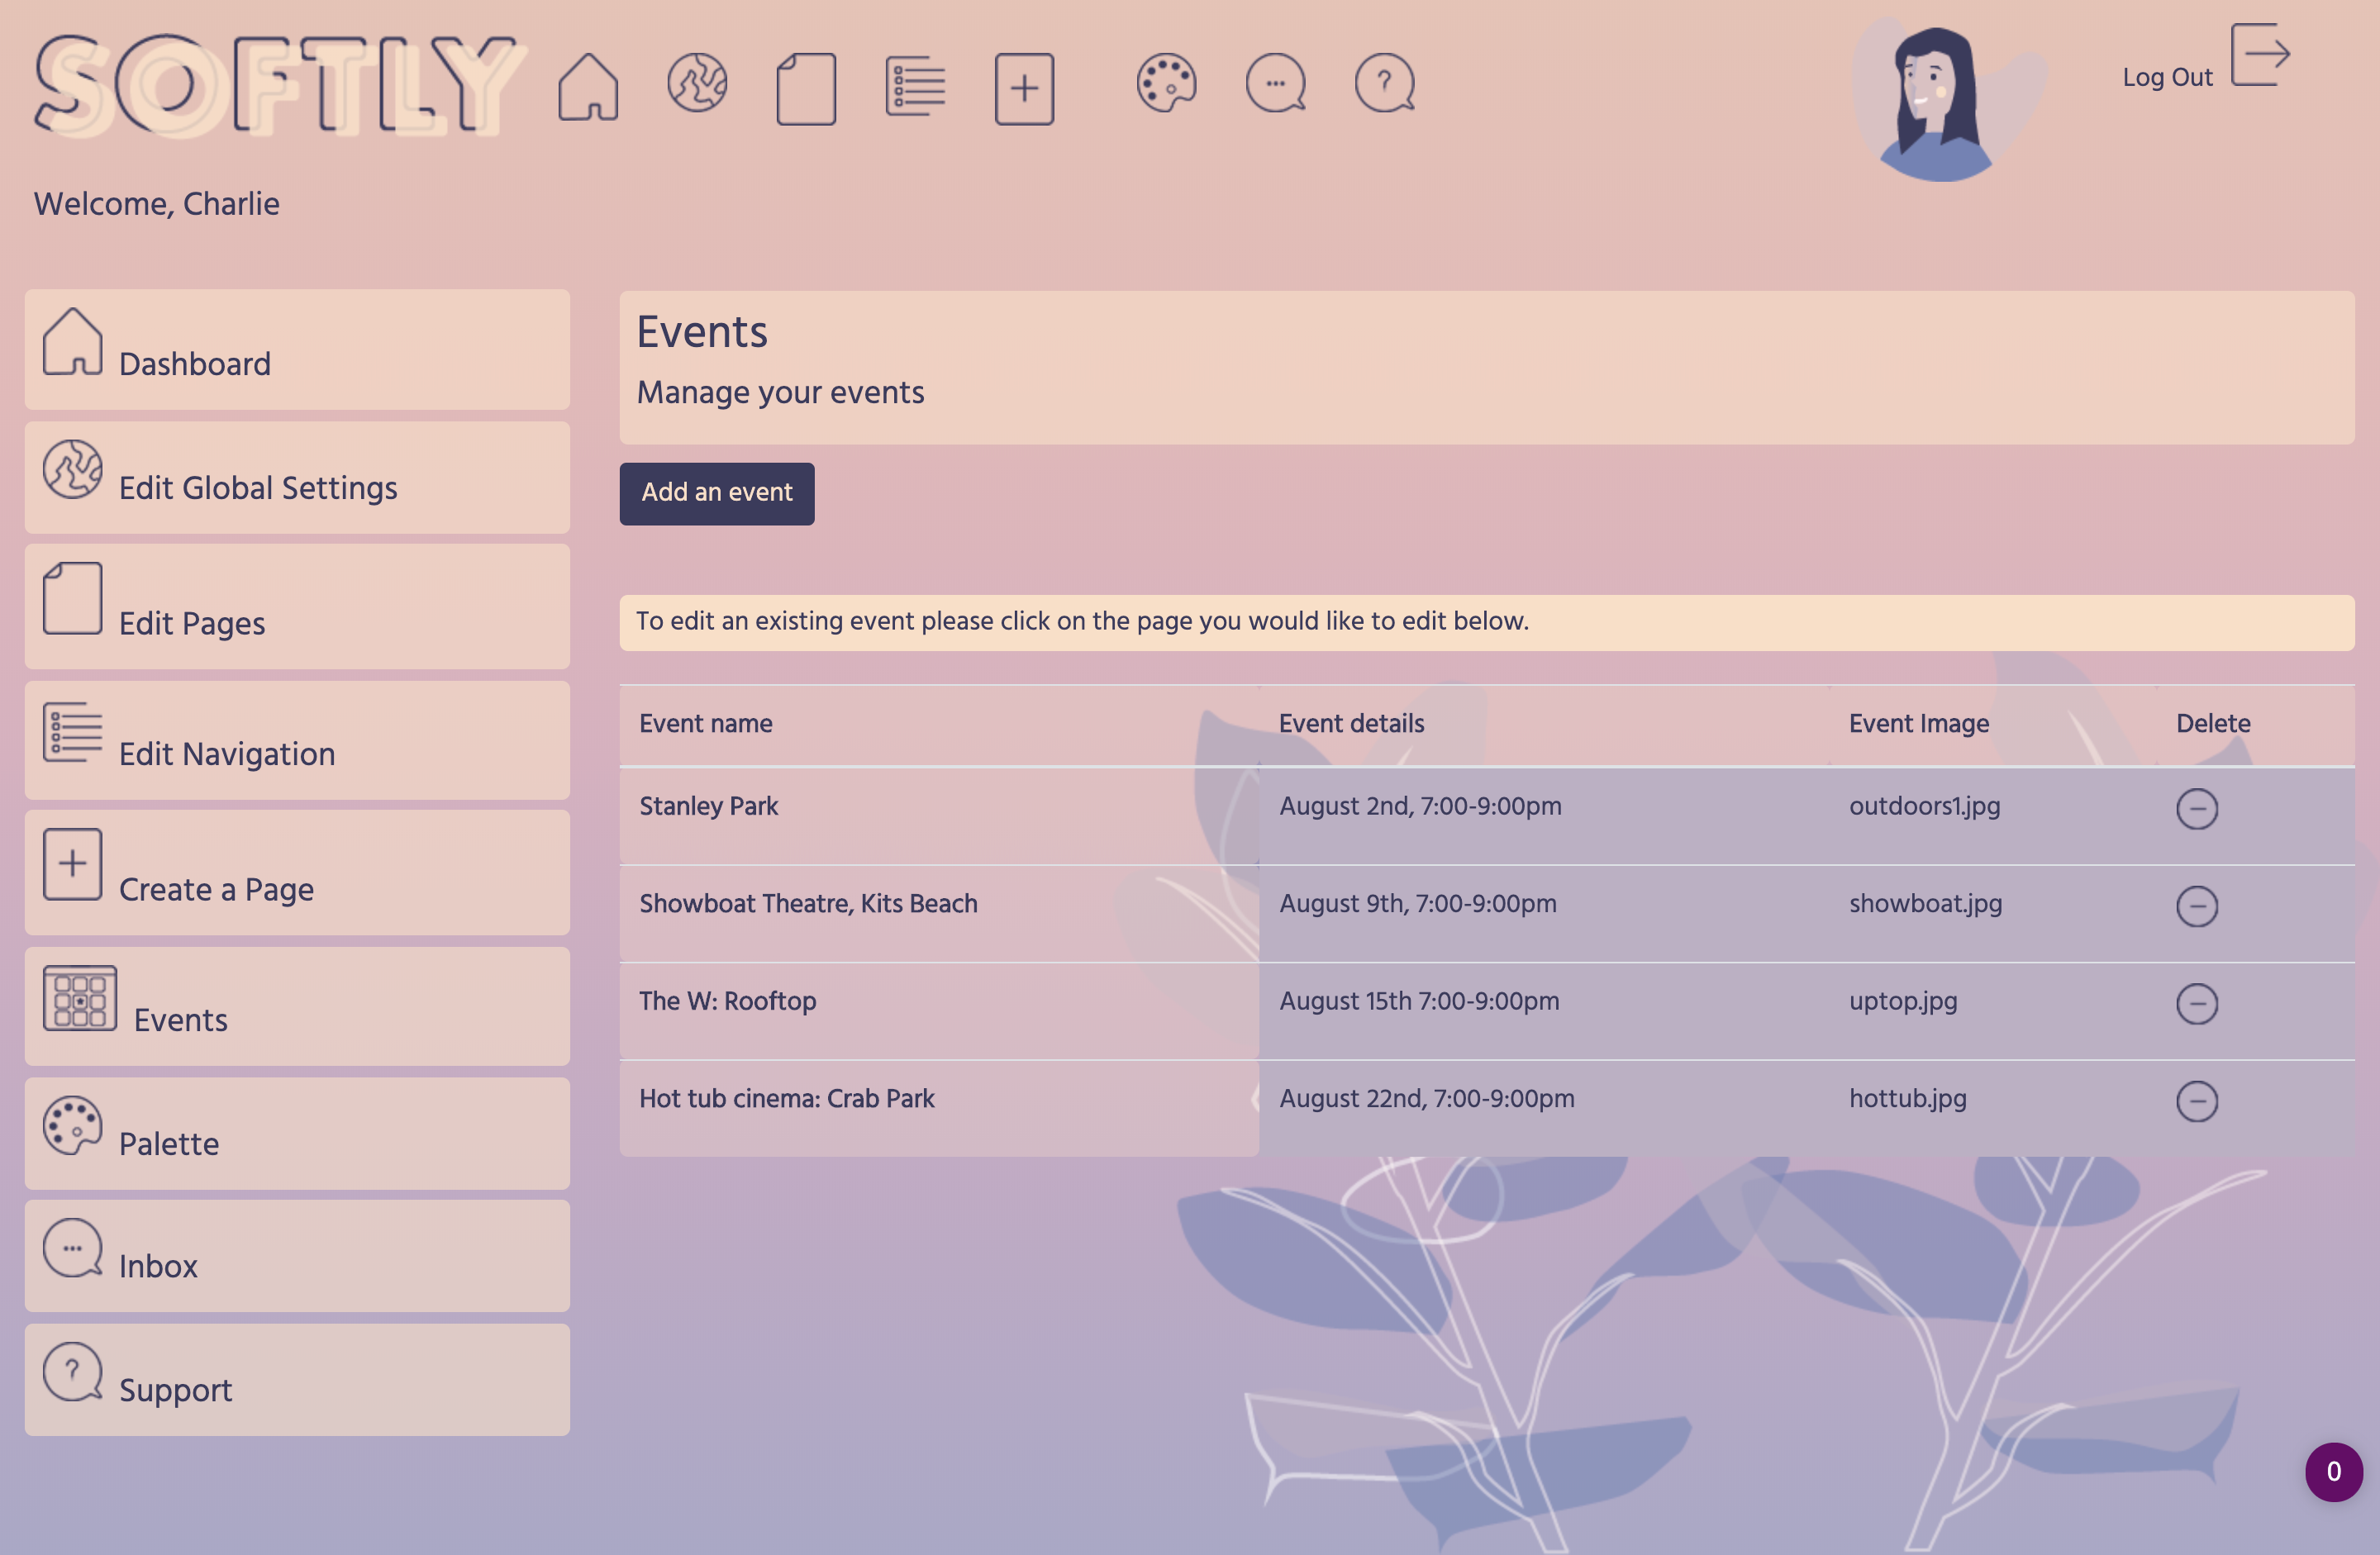 SOFTLY
Log Out
Welcome, Charlie
Dashboard
Edit Global Settings
Edit Pages
Edit Navigation
Create a Page
Events
Palette
Inbox
Support
Events
Manage your events
Add an event
To edit an existing event please click on the page you would like to edit below.
Event name Event details Event Image Delete
Stanley Park August 2nd, 7:00-9:00pm outdoors1.jpg
Showboat Theatre, Kits Beach August 9th, 7:00-9:00pm showboat.jpg
The W: Rooftop August 15th 7:00-9:00pm uptop.jpg
Hot tub cinema: Crab Park August 22nd, 7:00-9:00pm hottub.jpg
0